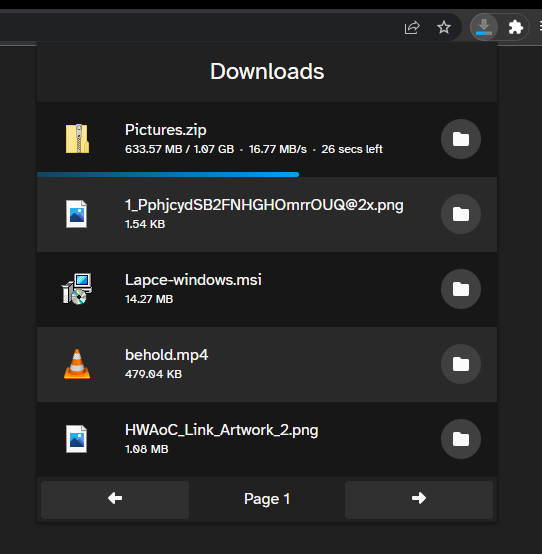 Downloads
Pictures.zip
633.57 MB / 1.07 GB · 16.77 MB/s · 26 secs left
1_PphjcydSB2FNHGHOmrrOUQ@2x.png
1.54 KB
Lapce-windows.msi
14.27 MB
behold.mp4
479.04 KB
HWAoC_Link_Artwork_2.png
1.08 MB
Page 1